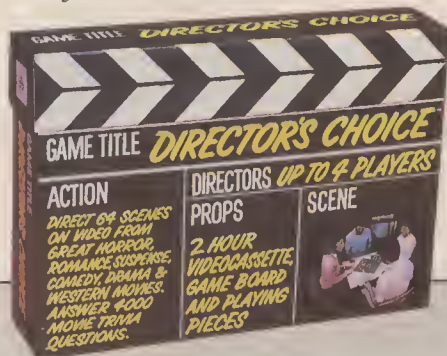 GAME TITLE DIRECTOR'S CHOICE
GAME TITLE DIRECTOR'S CHOICE
GAME TITLE DIRECTOR'S CHOICE
DIRECTORS UP TO 4 PLAYERS
ACTION
DIRECT 64 SCENES
ON VIDEO FROM
GREAT HORROR,
ROMANCE, SUSPENSE,
COMEDY, DRAMA &
WESTERN MOVIES.
ANSWER 4000
MOVIE TRIVIA
QUESTIONS.
PROPS
2 HOUR
VIDEOCASSETTE,
GAME BOARD
AND PLAYING
PIECES
SCENE